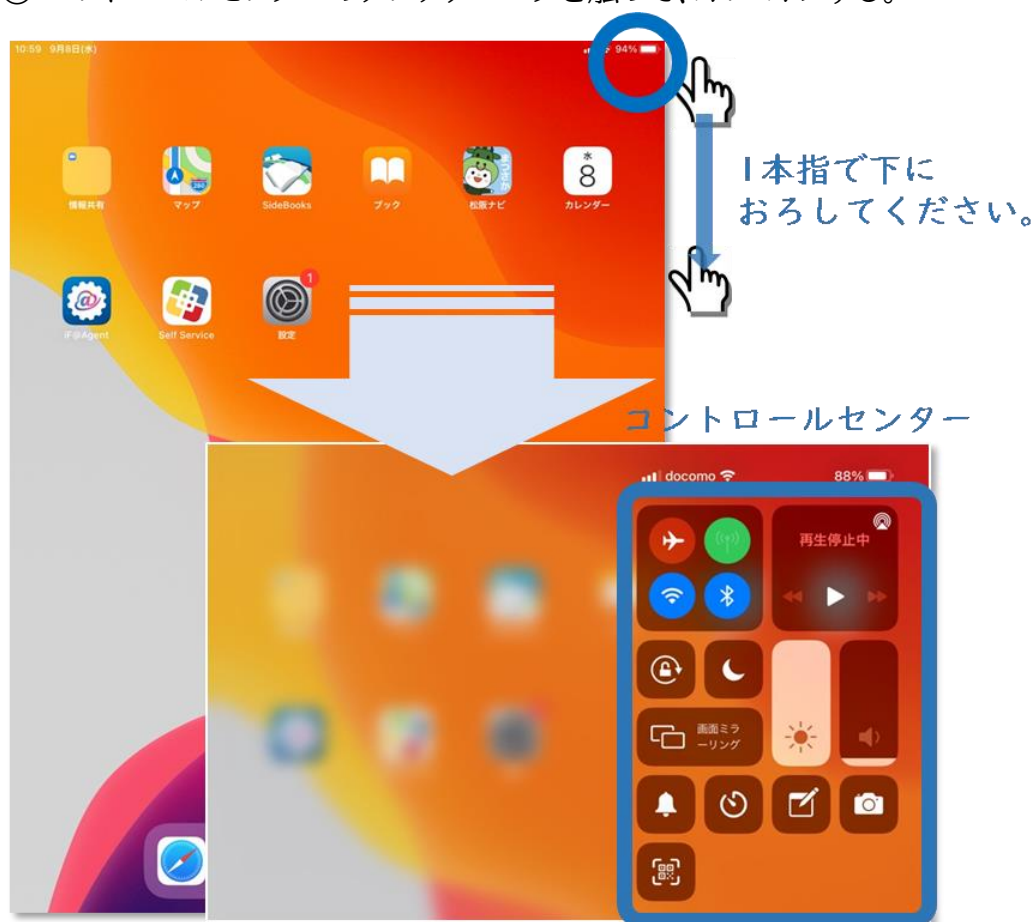 10:59 9月8日(水)
94%
水
8
情報共有
マップ
SideBooks
ブック
松阪ナビ
カレンダー
1
Self Service
設定
1本指で下に
おろしてください。
コントロールセンター
docomo
88%
再生停止中
画面ミラ
ーリング